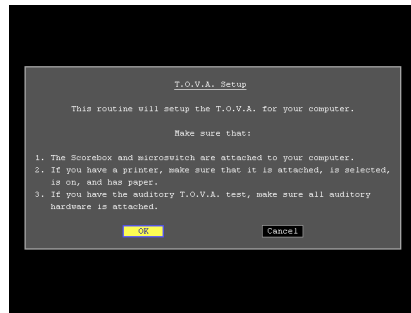 T.O.V.A. Setup
This routine will setup the T.O.V.A. for your computer.
Make sure that:
1. The Scorebox and microswitch are attached to your computer.
2. If you have a printer, make sure that it is attached, is selected,
is on, and has paper.
3. If you have the auditory T.O.V.A. test, make sure all auditory
hardware is attached.
OK Cancel